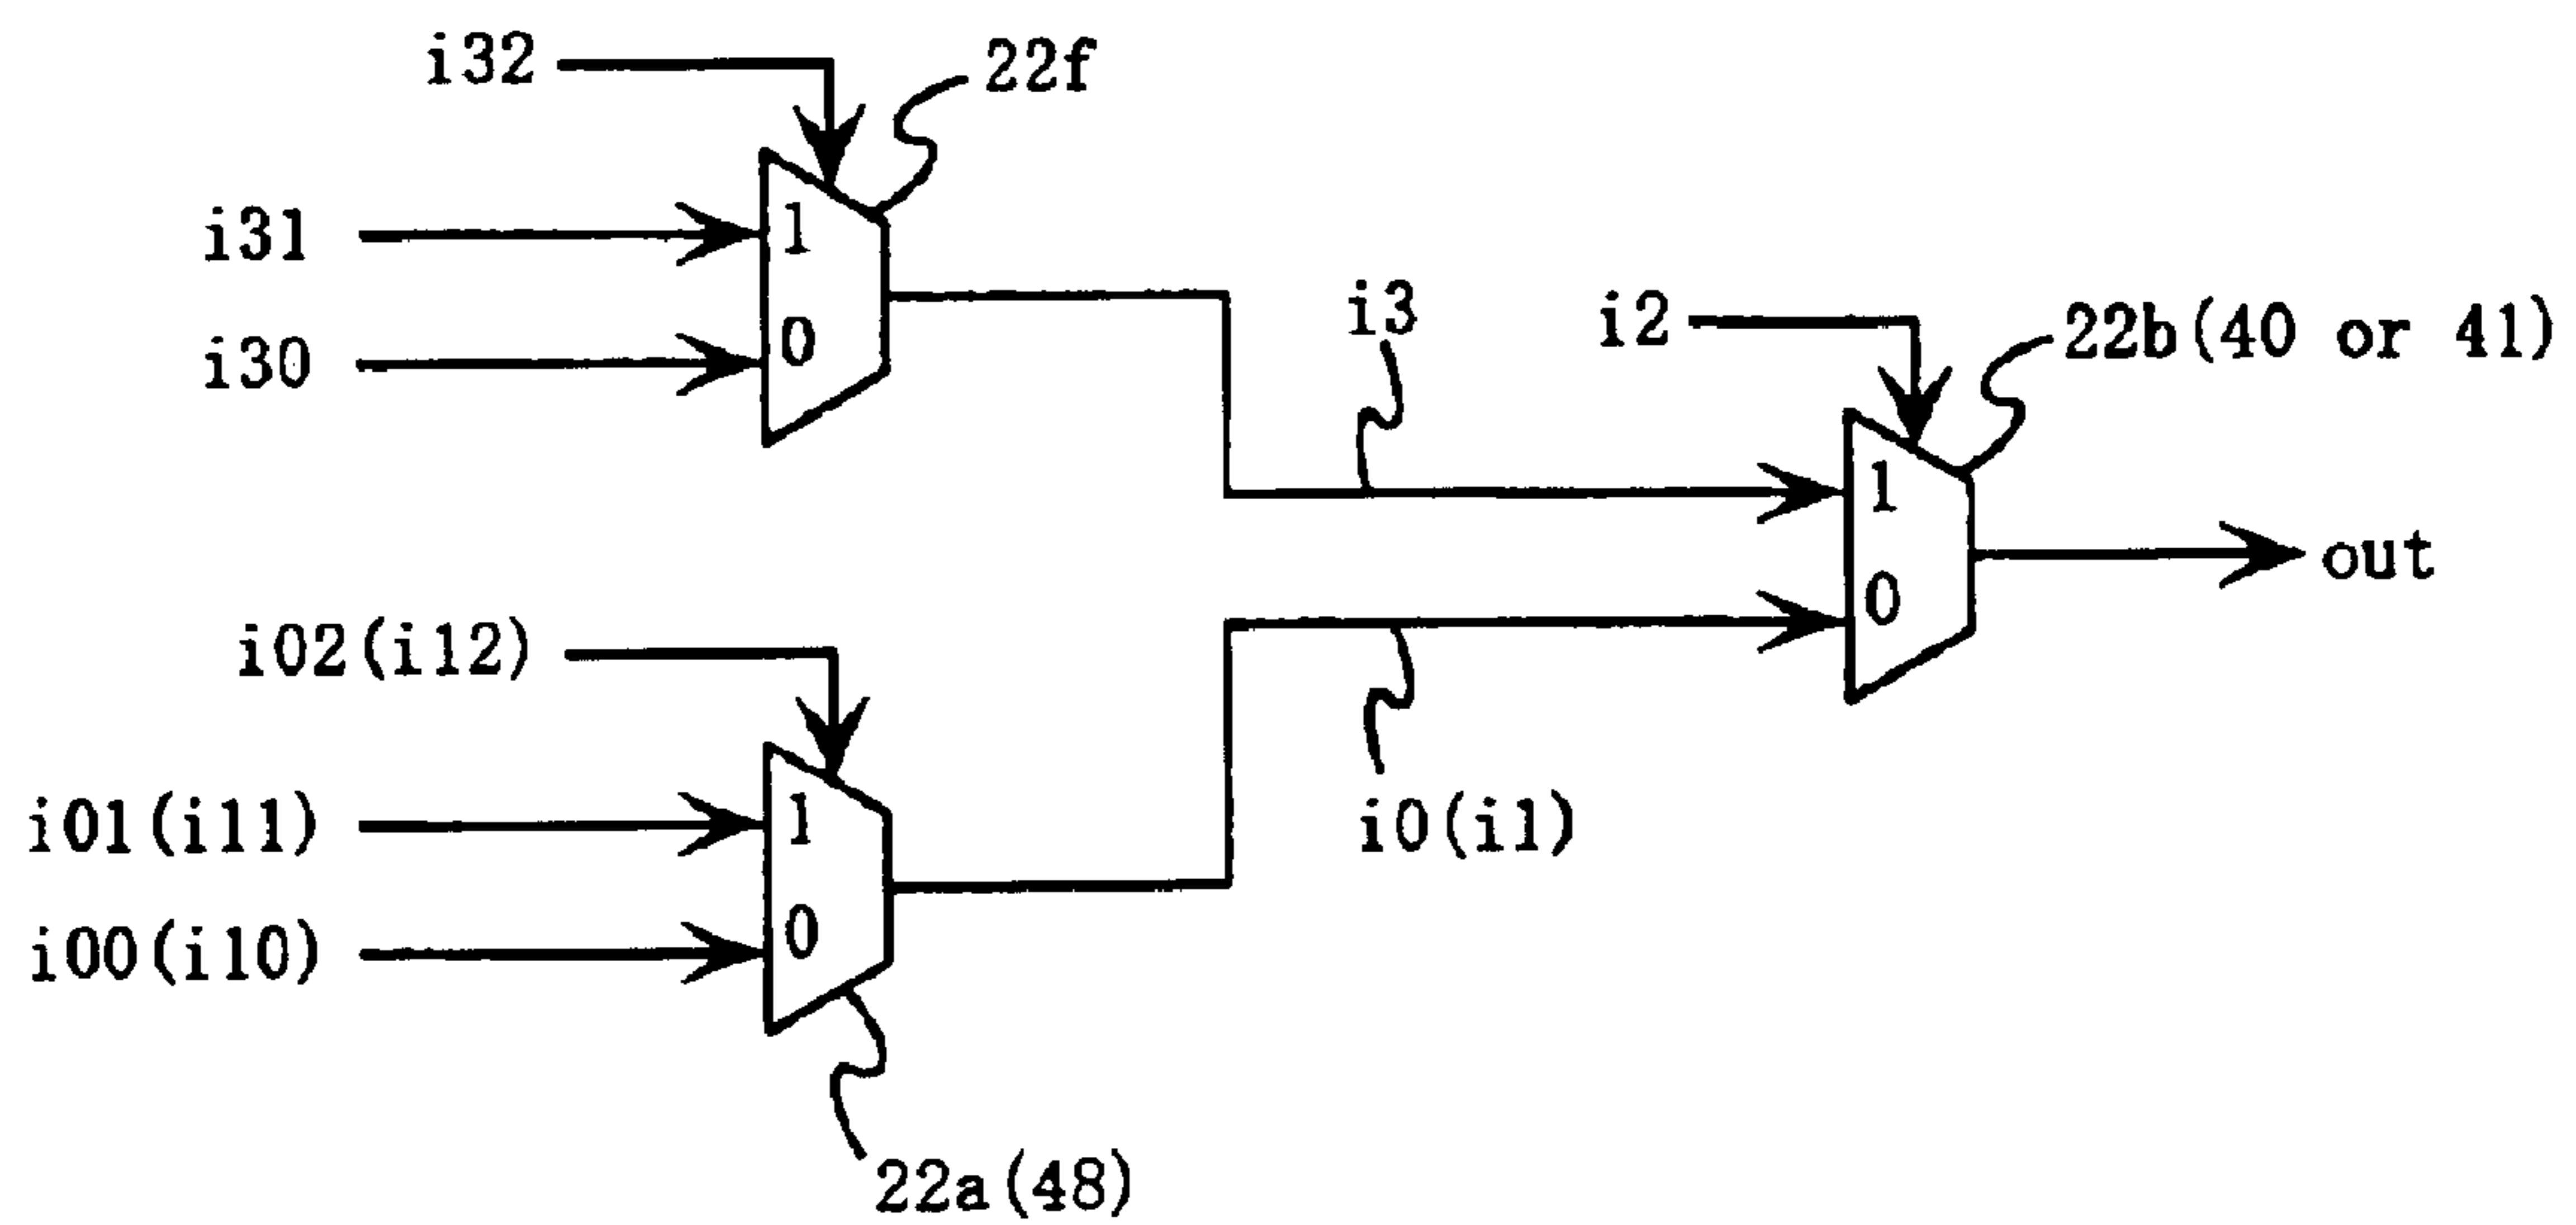 i32
22f
i31
1
i30
0
i3
i2
22b(40 or 41)
1
0
out
i02(i12)
i01(i11)
1
i0(i1)
i00(i10)
0
22a(48)